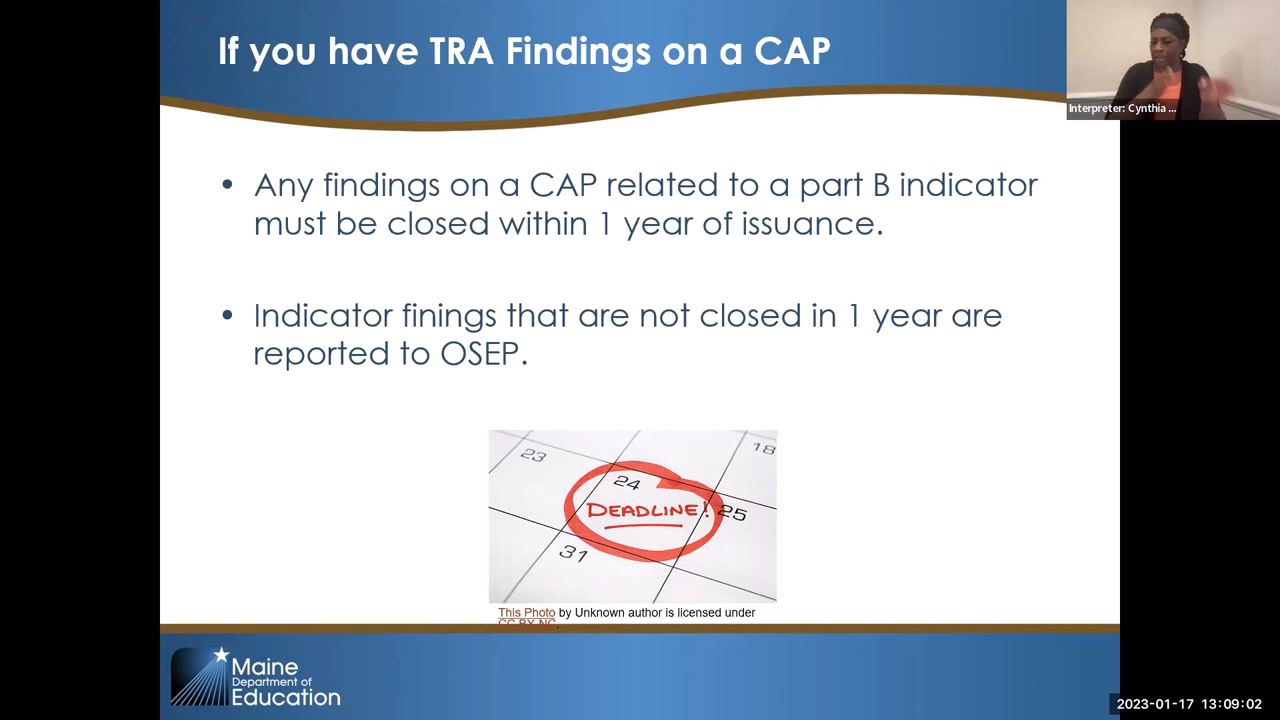 If you have TRA Findings on a CAP
Interpreter: Cynthia ...
• Any findings on a CAP related to a part B indicator
must be closed within 1 year of issuance.
• Indicator finings that are not closed in 1 year are
reported to OSEP.
18
23
24
DEADLINE!
25
31
This Photo by Unknown author is licensed under
CC BY-NC.
Maine
Department of
Education
2023-01-17 13:09:02